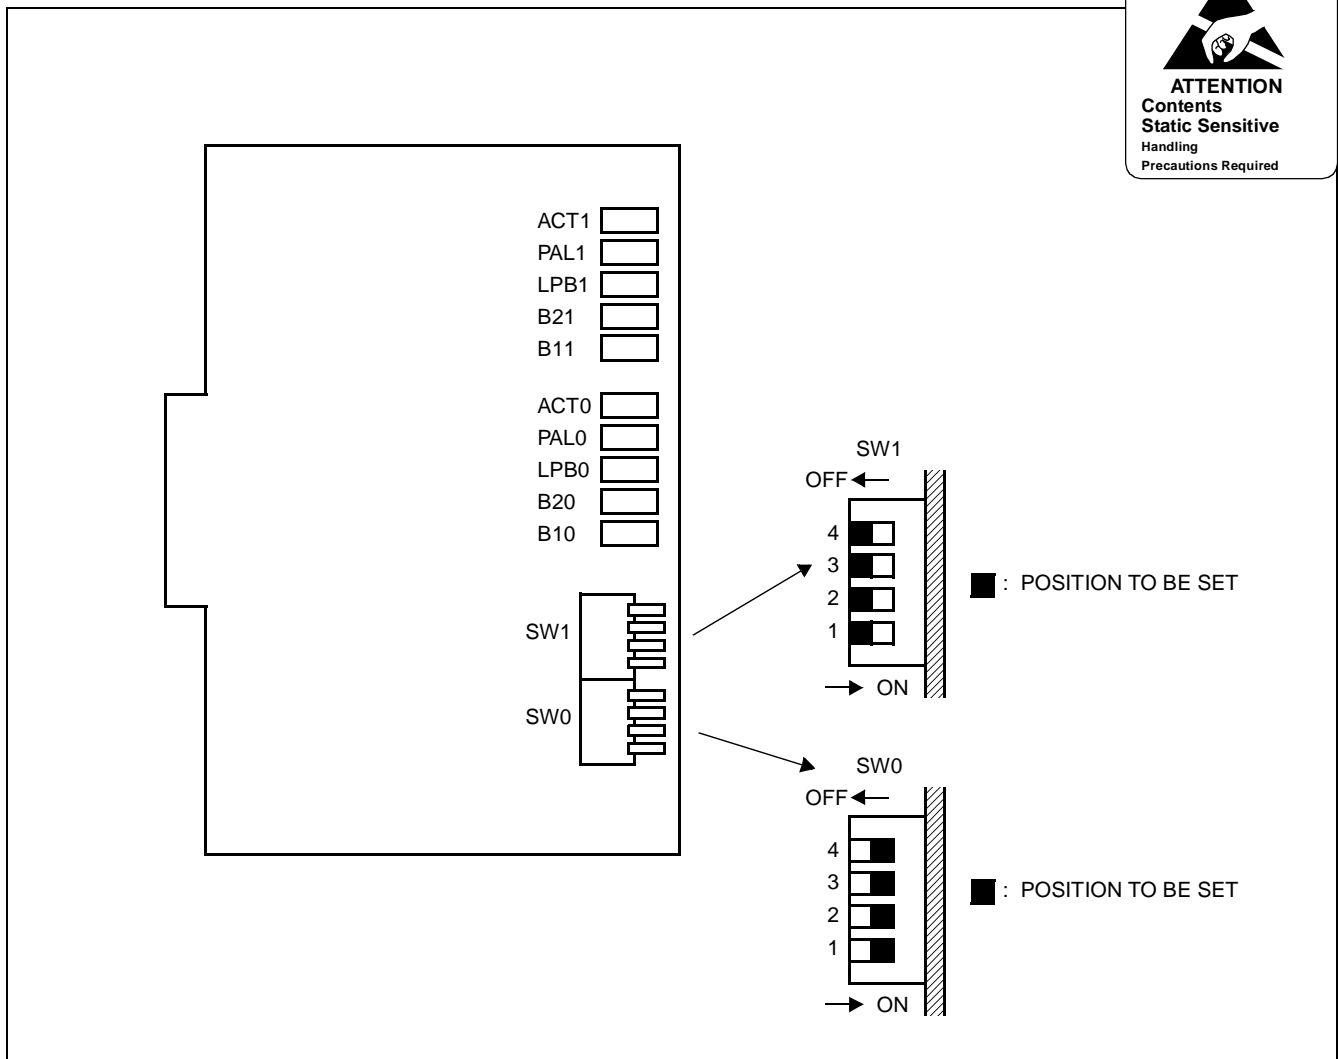 ATTENTION
Contents
Static Sensitive
Handling
Precautions Required
ACT1
PAL1
LPB1
B21
B11
ACT0
PAL0
LPB0
B20
B10
SW1
SW0
SW1
OFF
4
3
2
1
ON
: POSITION TO BE SET
SW0
OFF
4
3
2
1
ON
: POSITION TO BE SET